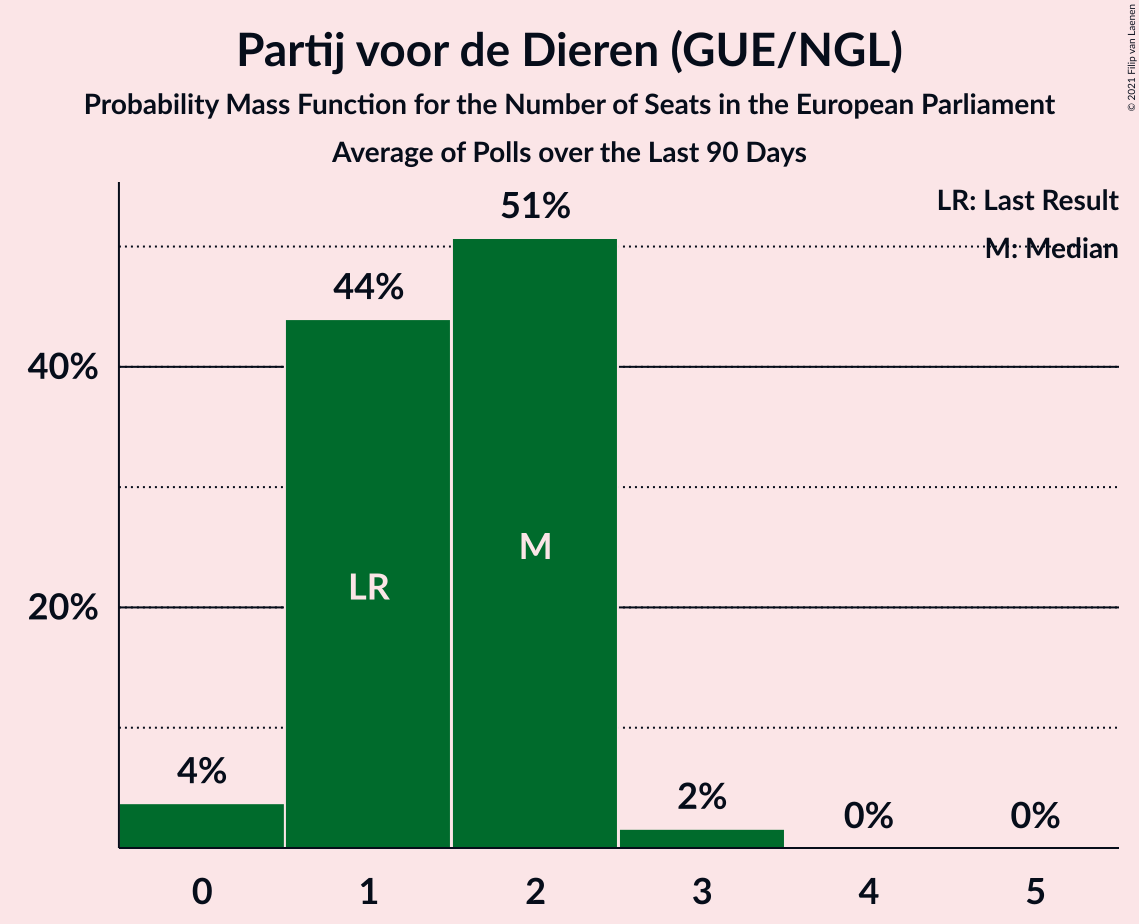 Partij voor de Dieren (GUE/NGL)
Probability Mass Function for the Number of Seats in the European Parliament
Average of Polls over the Last 90 Days
© 2021 Filip van Laenen
LR: Last Result
M: Median
51%
44%
40%
20%
LR
M
4%
2%
0%
0%
0 1 2 3 4 5